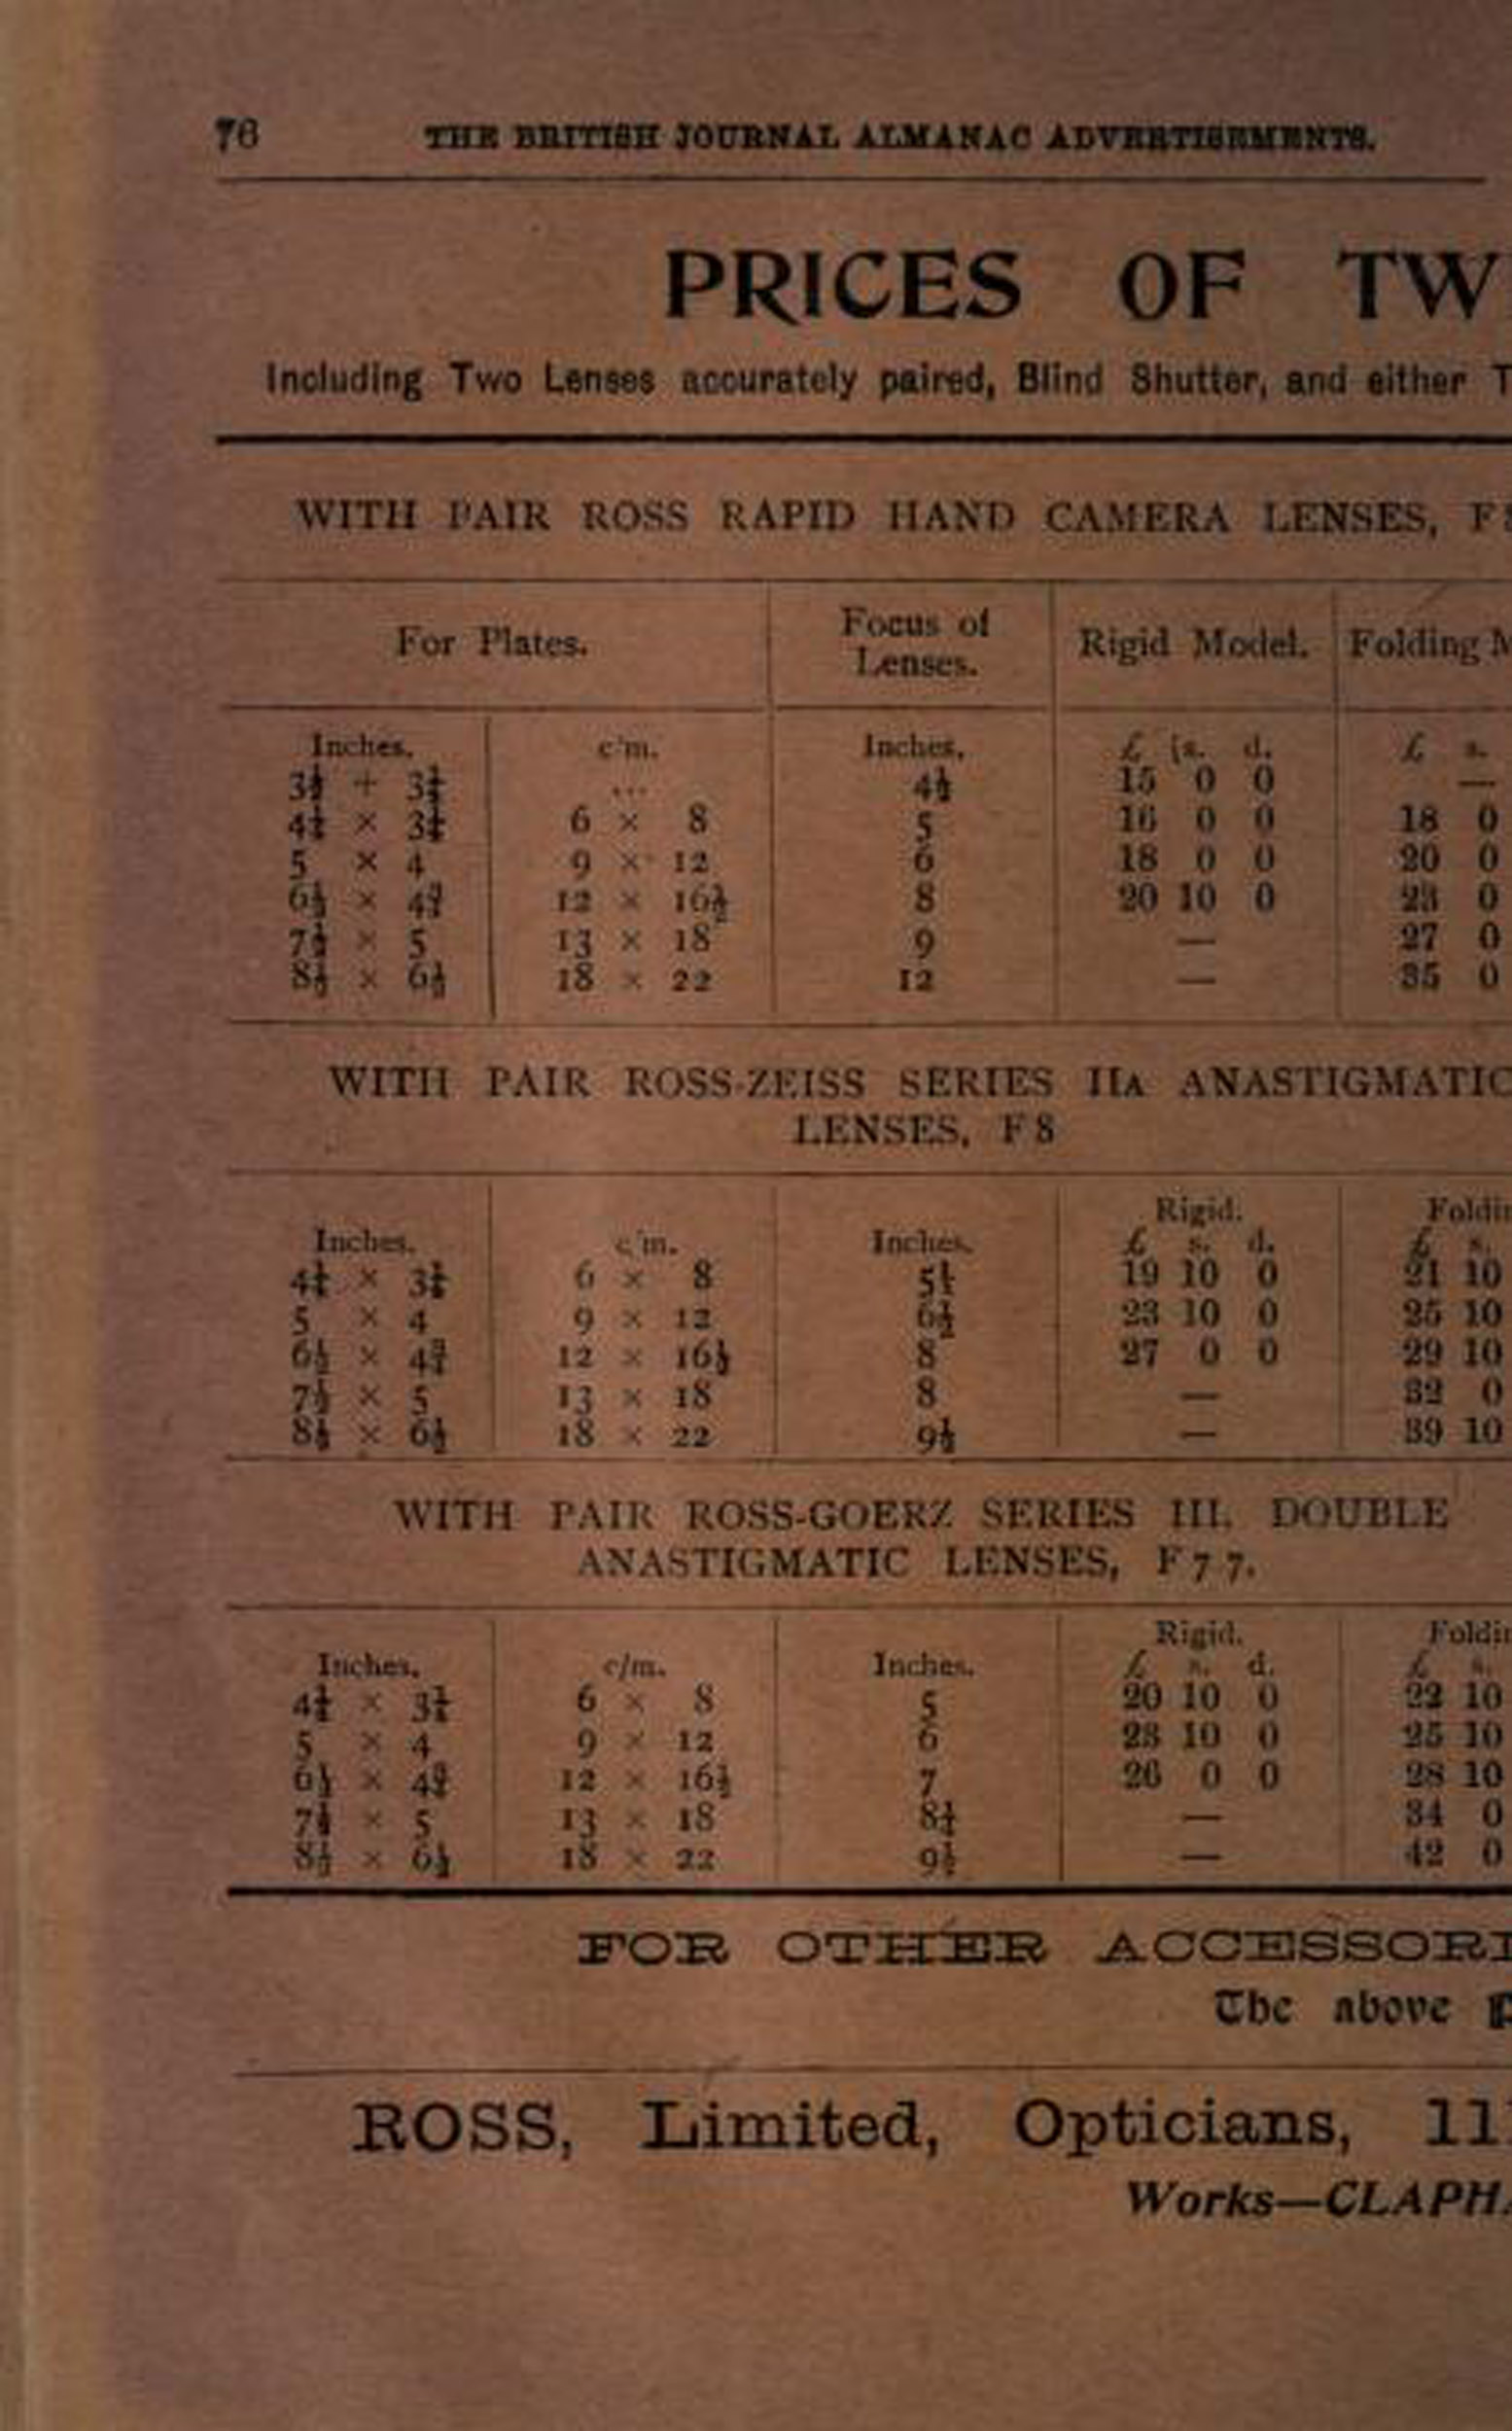 76 THE BRITISH JOURNAL ALMANAC ADVERTISEMENTS.
PRICES OF TW
Including Two Lenses accurately paired, Blind Shutter, and either T
WITH PAIR ROSS RAPID HAND CAMERA LENSES, F
For Plates. Focus of Lenses. Rigid Model. Folding M
Inches. c/m. Inches. £ s. d. £ s.
3¼ + 3¼ ... 4½ 15 0 0 —
4¼ × 3¼ 6 × 8 5 16 0 0 18 0
5 × 4 9 × 12 6 18 0 0 20 0
6½ × 4¾ 12 × 16½ 8 20 10 0 23 0
7½ × 5 13 × 18 9 — 27 0
8½ × 6½ 18 × 22 12 — 35 0
WITH PAIR ROSS-ZEISS SERIES IIA ANASTIGMATIC
LENSES, F 8
Rigid. Foldin
Inches. c/m. Inches. £ s. d. £ s.
4¼ × 3¼ 6 × 8 5¼ 19 10 0 21 10
5 × 4 9 × 12 6½ 23 10 0 25 10
6½ × 4¾ 12 × 16½ 8 27 0 0 29 10
7½ × 5 13 × 18 8 — 32 0
8½ × 6½ 18 × 22 9½ — 39 10
WITH PAIR ROSS-GOERZ SERIES III. DOUBLE
ANASTIGMATIC LENSES, F 7 7.
Rigid. Foldin
Inches. c/m. Inches. £ s. d. £ s.
4¼ × 3¼ 6 × 8 5 20 10 0 22 10
5 × 4 9 × 12 6 23 10 0 25 10
6½ × 4¾ 12 × 16½ 7 26 0 0 28 10
7½ × 5 13 × 18 8¼ — 34 0
8½ × 6½ 18 × 22 9½ — 42 0
FOR OTHER ACCESSORI
The above
ROSS, Limited, Opticians, 11
Works—CLAPH